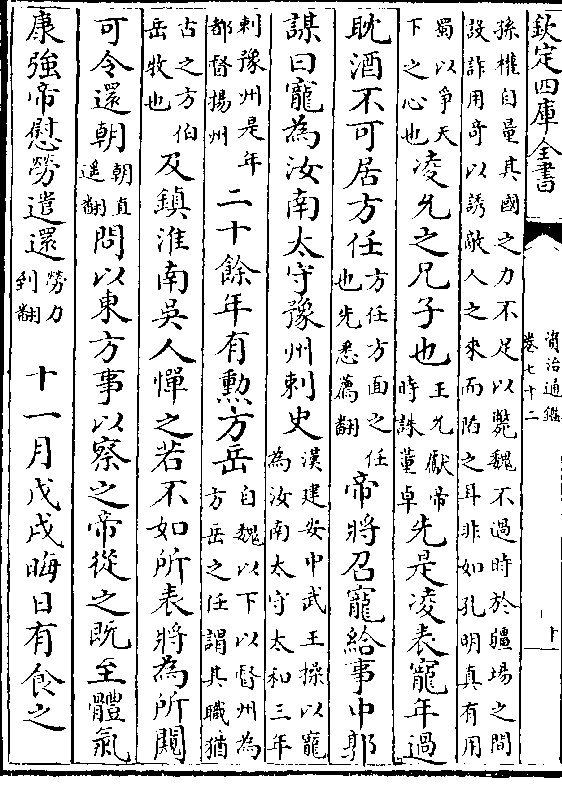 欽定四庫全書
資治通鑑
卷七十二
孫權自量其國之力不足以斃魏不過時於疆場之間
設詐用奇以誘敵人之來而陷之耳非如孔明真有用
蜀以爭天
下之心也
凌允之兄子也
王允獻帝
時誅董卓
先是凌表寵年過
耽酒不可居方任
方任方面之任
也先悉薦翻
帝將召寵給事中郭
謀曰寵為汝南太守豫州刺史
漢建安中武王操以寵
為汝南太守太和三年
刺豫州是年
都督揚州
二十餘年有勲方岳
自魏以下以督州為
方岳之任謂其職猶
古之方伯
岳牧也
及鎮淮南吳人憚之若不如所表將為所闚
可令還朝
朝直
遥翻
問以東方事以察之帝從之既至體氣
康強帝慰勞遣還
勞力
到翻
十一月戊戌晦日有食之